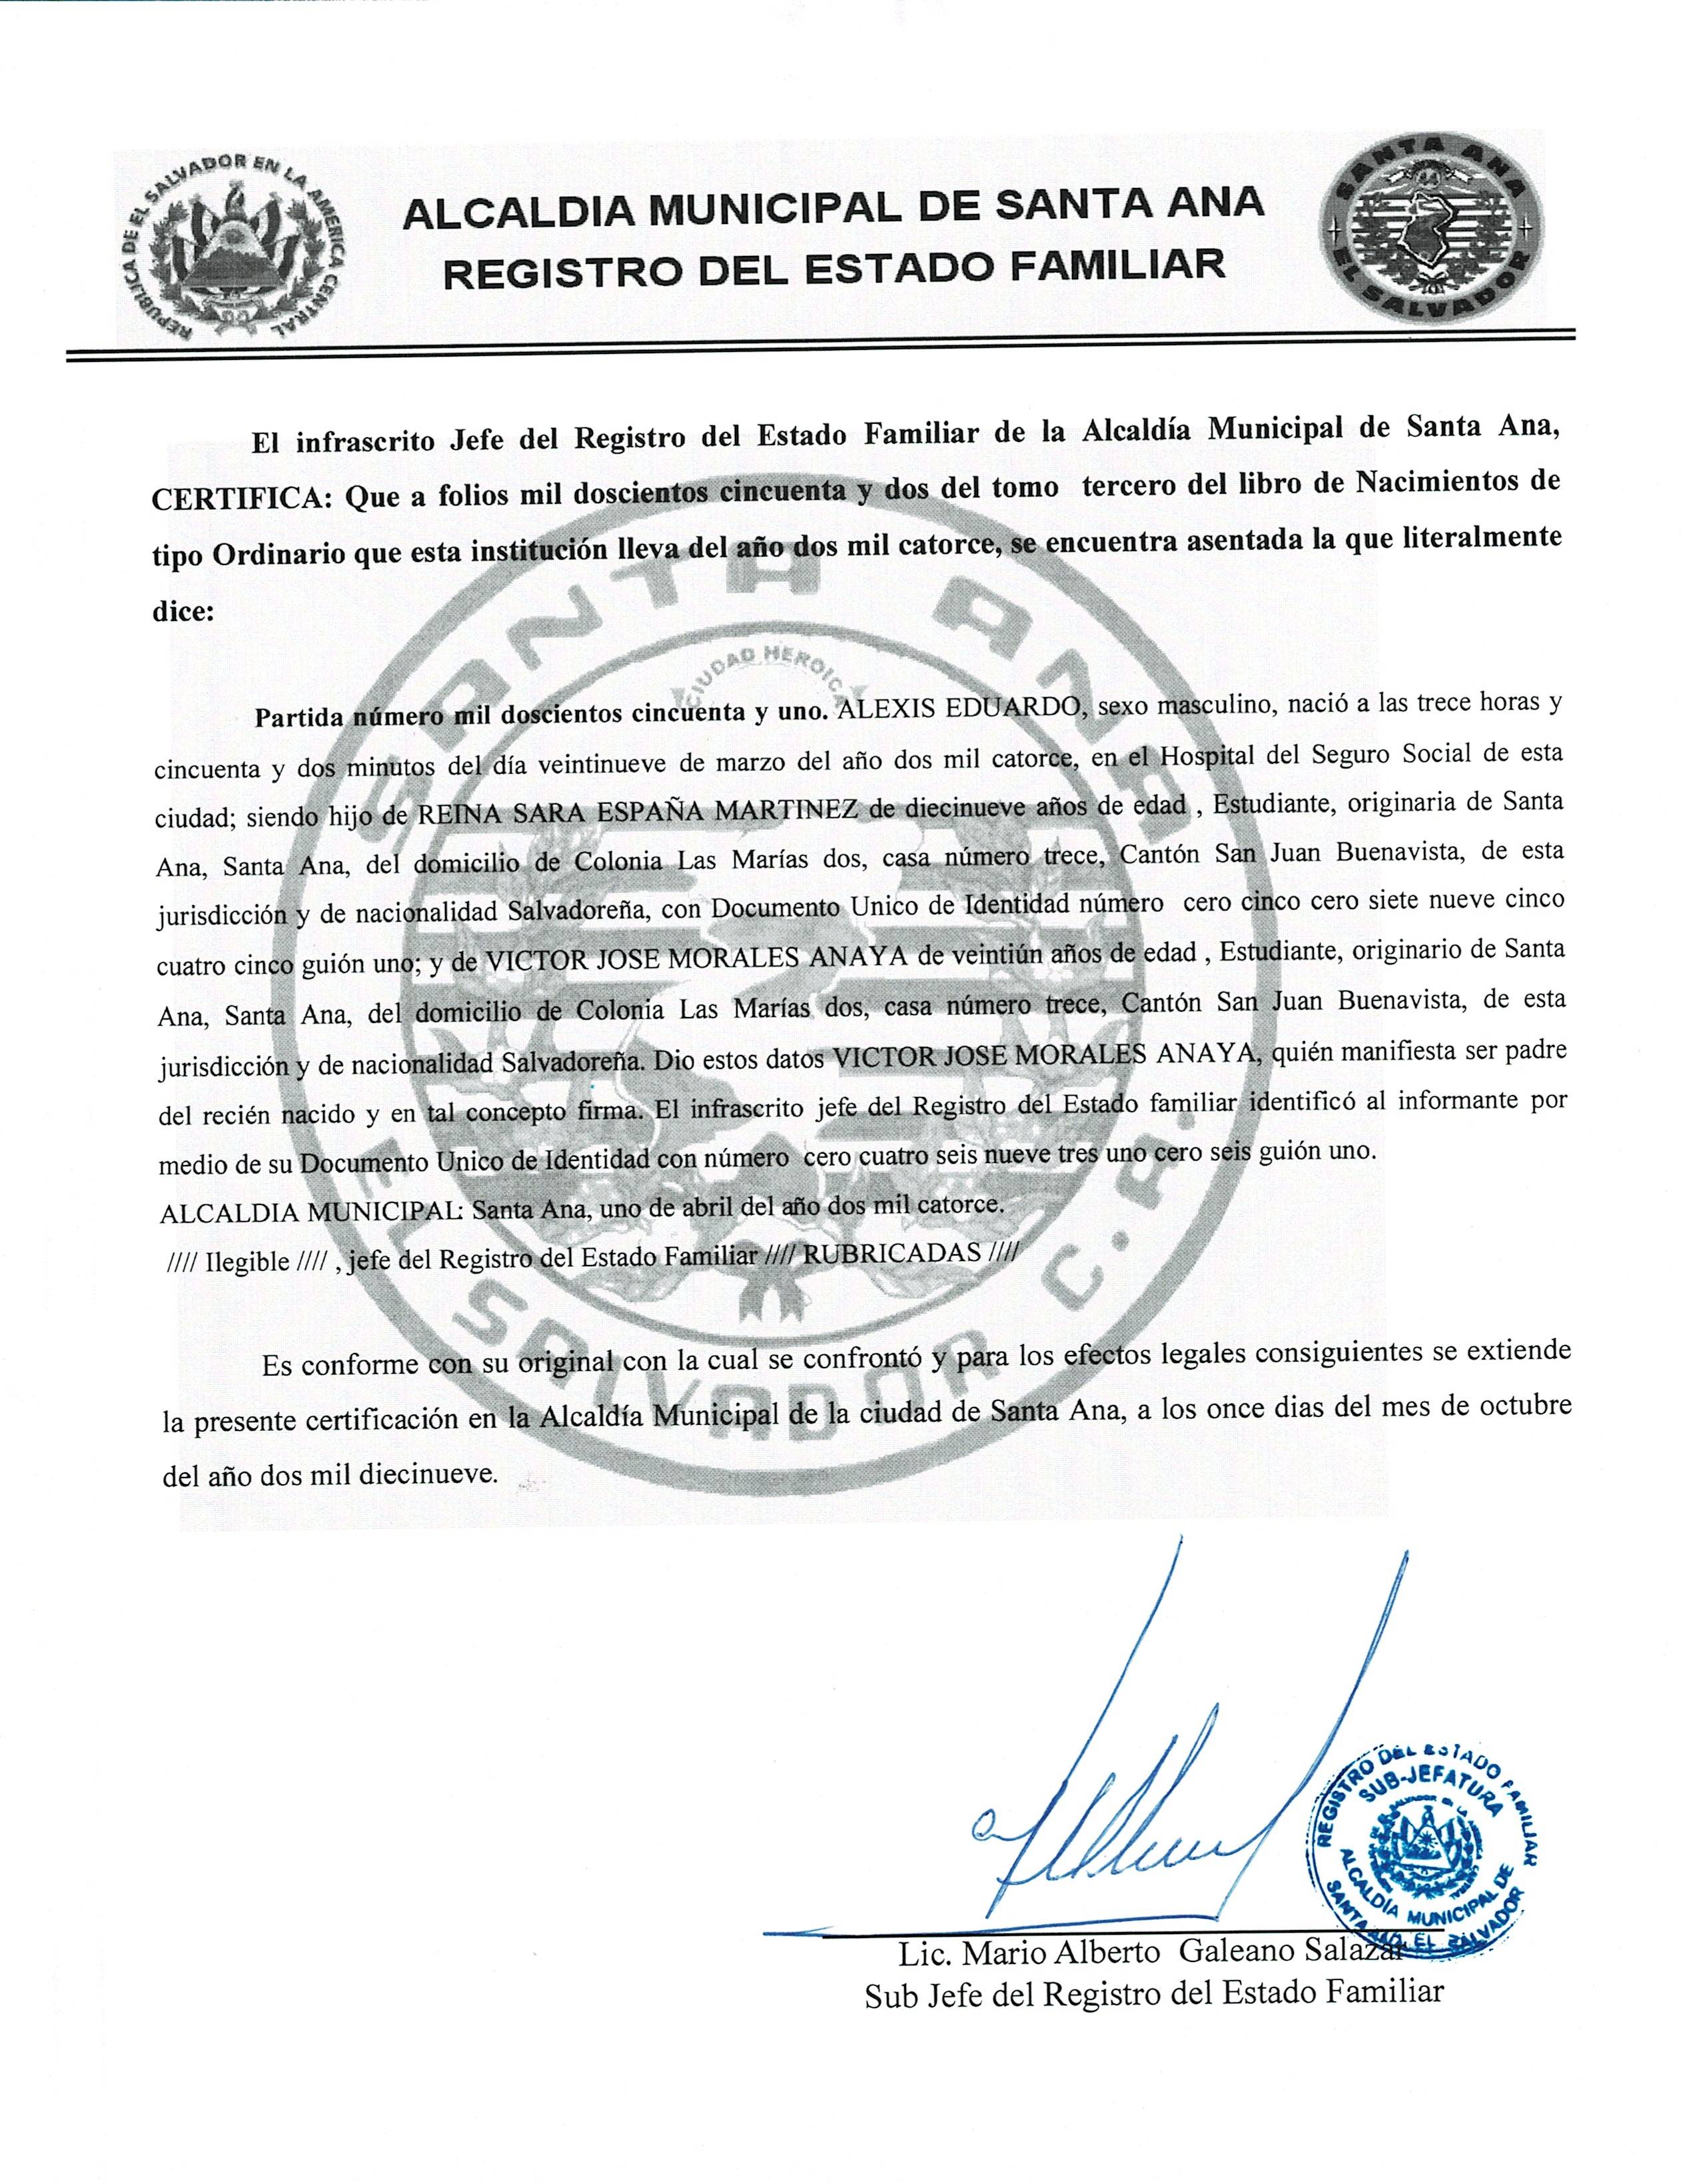 REPUBLICA DE EL SALVADOR EN LA AMERICA CENTRAL
ALCALDIA MUNICIPAL DE SANTA ANA
REGISTRO DEL ESTADO FAMILIAR
SANTA ANA
EL SALVADOR
El infrascrito Jefe del Registro del Estado Familiar de la Alcaldía Municipal de Santa Ana,
CERTIFICA: Que a folios mil doscientos cincuenta y dos del tomo tercero del libro de Nacimientos de
tipo Ordinario que esta institución lleva del año dos mil catorce, se encuentra asentada la que literalmente
dice:
SANTA ANA
CIUDAD HEROICA
EL SALVADOR C.A.
Partida número mil doscientos cincuenta y uno. ALEXIS EDUARDO, sexo masculino, nació a las trece horas y
cincuenta y dos minutos del día veintinueve de marzo del año dos mil catorce, en el Hospital del Seguro Social de esta
ciudad; siendo hijo de REINA SARA ESPAÑA MARTINEZ de diecinueve años de edad , Estudiante, originaria de Santa
Ana, Santa Ana, del domicilio de Colonia Las Marías dos, casa número trece, Cantón San Juan Buenavista, de esta
jurisdicción y de nacionalidad Salvadoreña, con Documento Unico de Identidad número cero cinco cero siete nueve cinco
cuatro cinco guión uno; y de VICTOR JOSE MORALES ANAYA de veintiún años de edad , Estudiante, originario de Santa
Ana, Santa Ana, del domicilio de Colonia Las Marías dos, casa número trece, Cantón San Juan Buenavista, de esta
jurisdicción y de nacionalidad Salvadoreña. Dio estos datos VICTOR JOSE MORALES ANAYA, quién manifiesta ser padre
del recién nacido y en tal concepto firma. El infrascrito jefe del Registro del Estado familiar identificó al informante por
medio de su Documento Unico de Identidad con número cero cuatro seis nueve tres uno cero seis guión uno.
ALCALDIA MUNICIPAL: Santa Ana, uno de abril del año dos mil catorce.
//// Ilegible //// , jefe del Registro del Estado Familiar //// RUBRICADAS ////
Es conforme con su original con la cual se confrontó y para los efectos legales consiguientes se extiende
la presente certificación en la Alcaldía Municipal de la ciudad de Santa Ana, a los once dias del mes de octubre
del año dos mil diecinueve.
REGISTRO DEL ESTADO FAMILIAR
SUB-JEFATURA
ALCALDÍA MUNICIPAL DE
SANTA ANA, EL SALVADOR
Lic. Mario Alberto Galeano Salazar
Sub Jefe del Registro del Estado Familiar